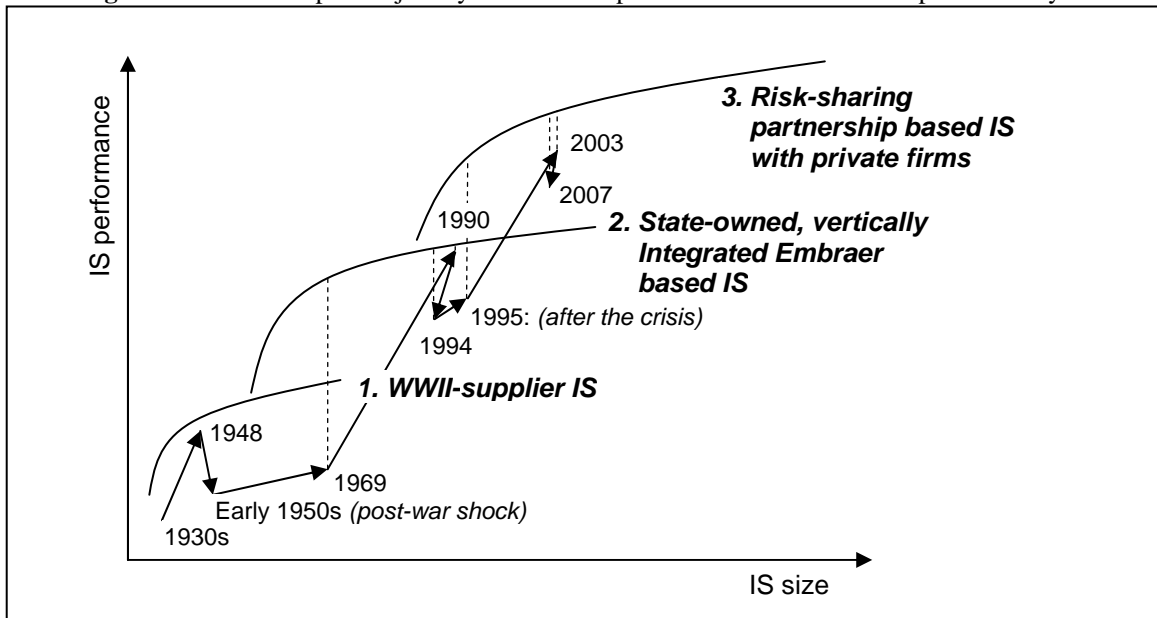 IS performance
3. Risk-sharing
partnership based IS
with private firms
2003
2007
1990
2. State-owned, vertically
Integrated Embraer
based IS
1995: (after the crisis)
1994
1. WWII-supplier IS
1948
1969
Early 1950s (post-war shock)
1930s
IS size